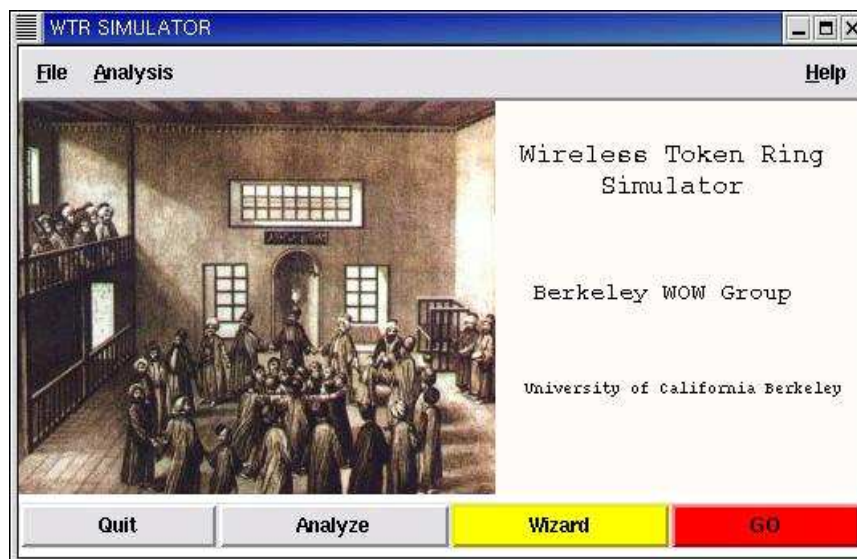 WTR SIMULATOR
File Analysis Help
Wireless Token Ring
Simulator
Berkeley WOW Group
University of California Berkeley
Quit Analyze Wizard GO